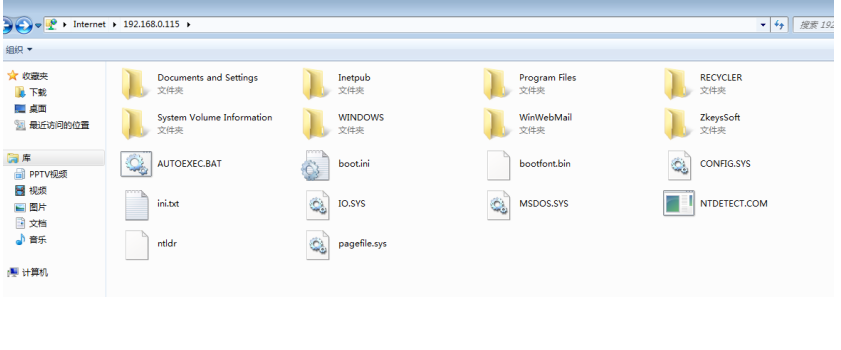 Internet
192.168.0.115
搜索 192
组织
收藏夹
下载
桌面
最近访问的位置
库
PPTV视频
视频
图片
文档
音乐
计算机
Documents and Settings
文件夹
Inetpub
文件夹
Program Files
文件夹
RECYCLER
文件夹
System Volume Information
文件夹
WINDOWS
文件夹
WinWebMail
文件夹
ZkeysSoft
文件夹
AUTOEXEC.BAT
boot.ini
bootfont.bin
CONFIG.SYS
ini.txt
IO.SYS
MSDOS.SYS
NTDETECT.COM
ntldr
pagefile.sys